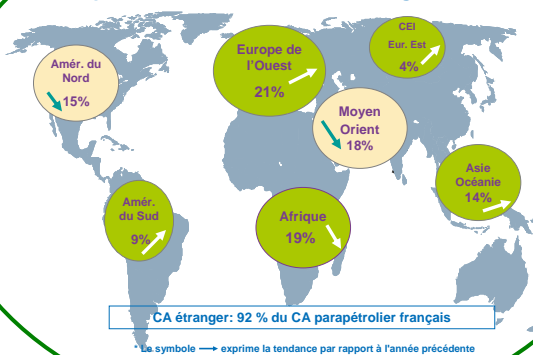 CEI
Eur. Est
4%
Europe de
l'Ouest
21%
Amér. du
Nord
15%
Moyen
Orient
18%
Asie
Océanie
14%
Amér.
du Sud
9%
Afrique
19%
CA étranger: 92 % du CA parapétrolier français
* Le symbole → exprime la tendance par rapport à l'année précédente